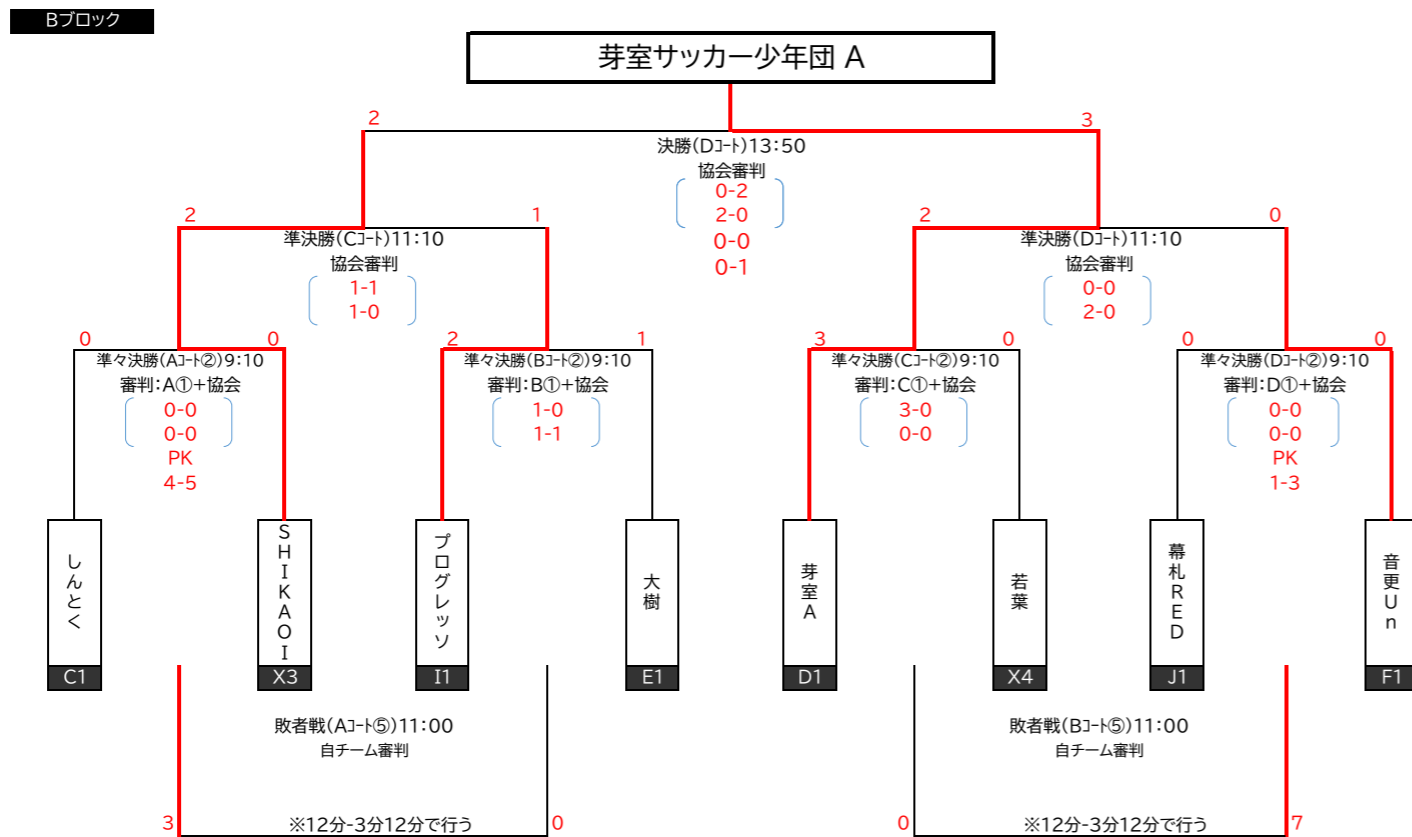 Bブロック
芽室サッカー少年団 A
2
3
決勝(Dコート)13:50
協会審判
0-2
2-0
0-0
0-1
2
1
準決勝(Cコート)11:10
協会審判
1-1
1-0
2
0
準決勝(Dコート)11:10
協会審判
0-0
2-0
0
0
準々決勝(Aコート②)9:10
審判:A①+協会
0-0
0-0
PK
4-5
2
1
準々決勝(Bコート②)9:10
審判:B①+協会
1-0
1-1
3
0
準々決勝(Cコート②)9:10
審判:C①+協会
3-0
0-0
0
0
準々決勝(Dコート②)9:10
審判:D①+協会
0-0
0-0
PK
1-3
しんとく
SHIKAOI
プログレッソ
大樹
芽室A
若葉
幕札RED
音更Un
C1
X3
I1
E1
D1
X4
J1
F1
敗者戦(Aコート⑤)11:00
自チーム審判
3
※12分-3分12分で行う
0
敗者戦(Bコート⑤)11:00
自チーム審判
0
※12分-3分12分で行う
7